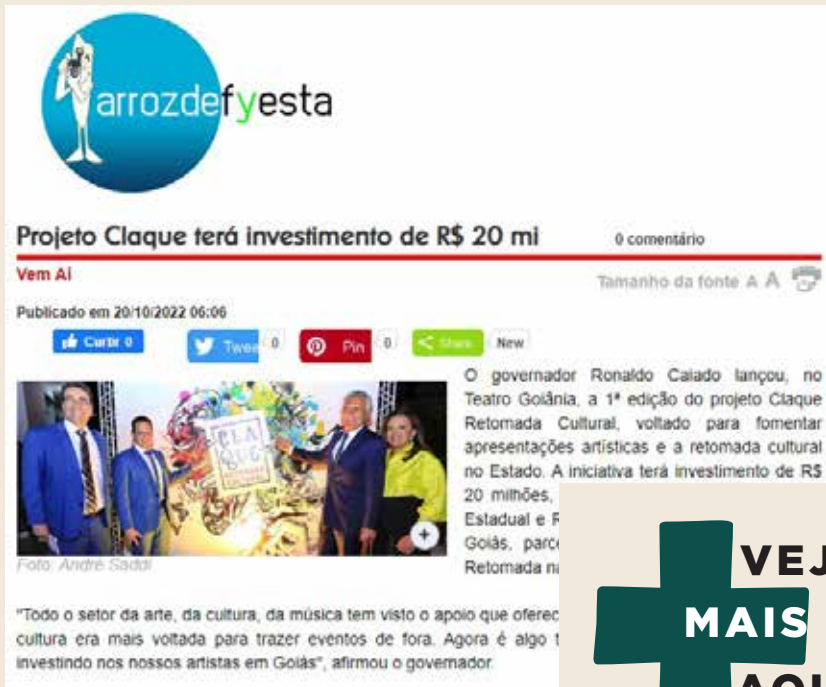 arrozdefyesta
Projeto Claque terá investimento de R$ 20 mi
0 comentário
Vem Aí
Tamanho da fonte A A
Publicado em 20/10/2022 06:06
Curtir 0
Twee 0
Pin 0
Share New
O governador Ronaldo Caiado lançou, no
Teatro Goiânia, a 1ª edição do projeto Claque
Retomada Cultural, voltado para fomentar
apresentações artísticas e a retomada cultural
no Estado. A iniciativa terá investimento de R$
20 milhões,
Estadual e
Goiás,
Retomada
CLA
QUE
Foto: André Saddi
"Todo o setor da arte, da cultura, da música tem visto o apoio que
cultura era mais voltada para trazer eventos de fora. Agora é algo
investindo nos nossos artistas em Goiás", afirmou o governador.
VEJ
MAIS
AQUI